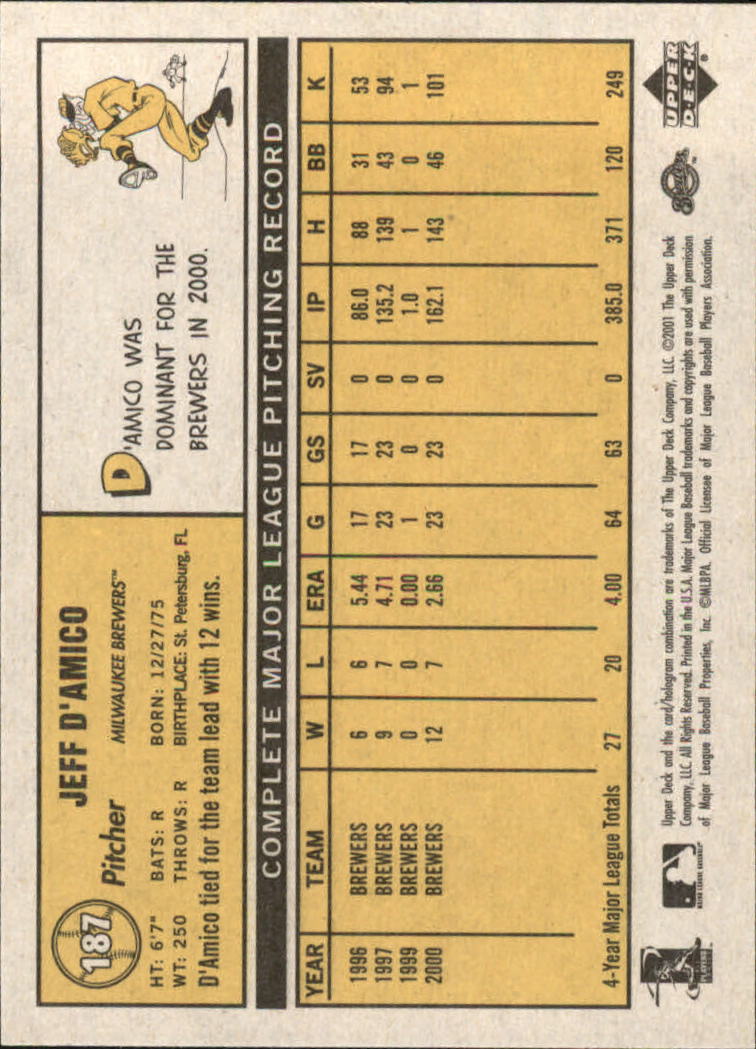 187
JEFF D'AMICO
Pitcher MILWAUKEE BREWERS™
HT: 6'7" BATS: R BORN: 12/27/75
WT: 250 THROWS: R BIRTHPLACE: St. Petersburg, FL
D'Amico tied for the team lead with 12 wins.
D'AMICO WAS
DOMINANT FOR THE
BREWERS IN 2000.
COMPLETE MAJOR LEAGUE PITCHING RECORD
YEAR TEAM W L ERA G GS SV IP H BB K
1996 BREWERS 6 6 5.44 17 17 0 86.0 88 31 53
1997 BREWERS 9 7 4.71 23 23 0 135.2 139 43 94
1999 BREWERS 0 0 0.00 1 0 0 1.0 1 0 1
2000 BREWERS 12 7 2.66 23 23 0 162.1 143 46 101
4-Year Major League Totals 27 20 4.00 64 63 0 385.0 371 120 249
PLAYERS
MAJOR LEAGUE BASEBALL
Upper Deck and the card/hologram combination are trademarks of The Upper Deck Company, LLC. ©2001 The Upper Deck
Company, LLC. All Rights Reserved. Printed in the U.S.A. Major League Baseball trademarks and copyrights are used with permission
of Major League Baseball Properties, Inc. ©MLBPA. Official Licensee of Major League Baseball Players Association.
Brewers™
UPPER
DECK®